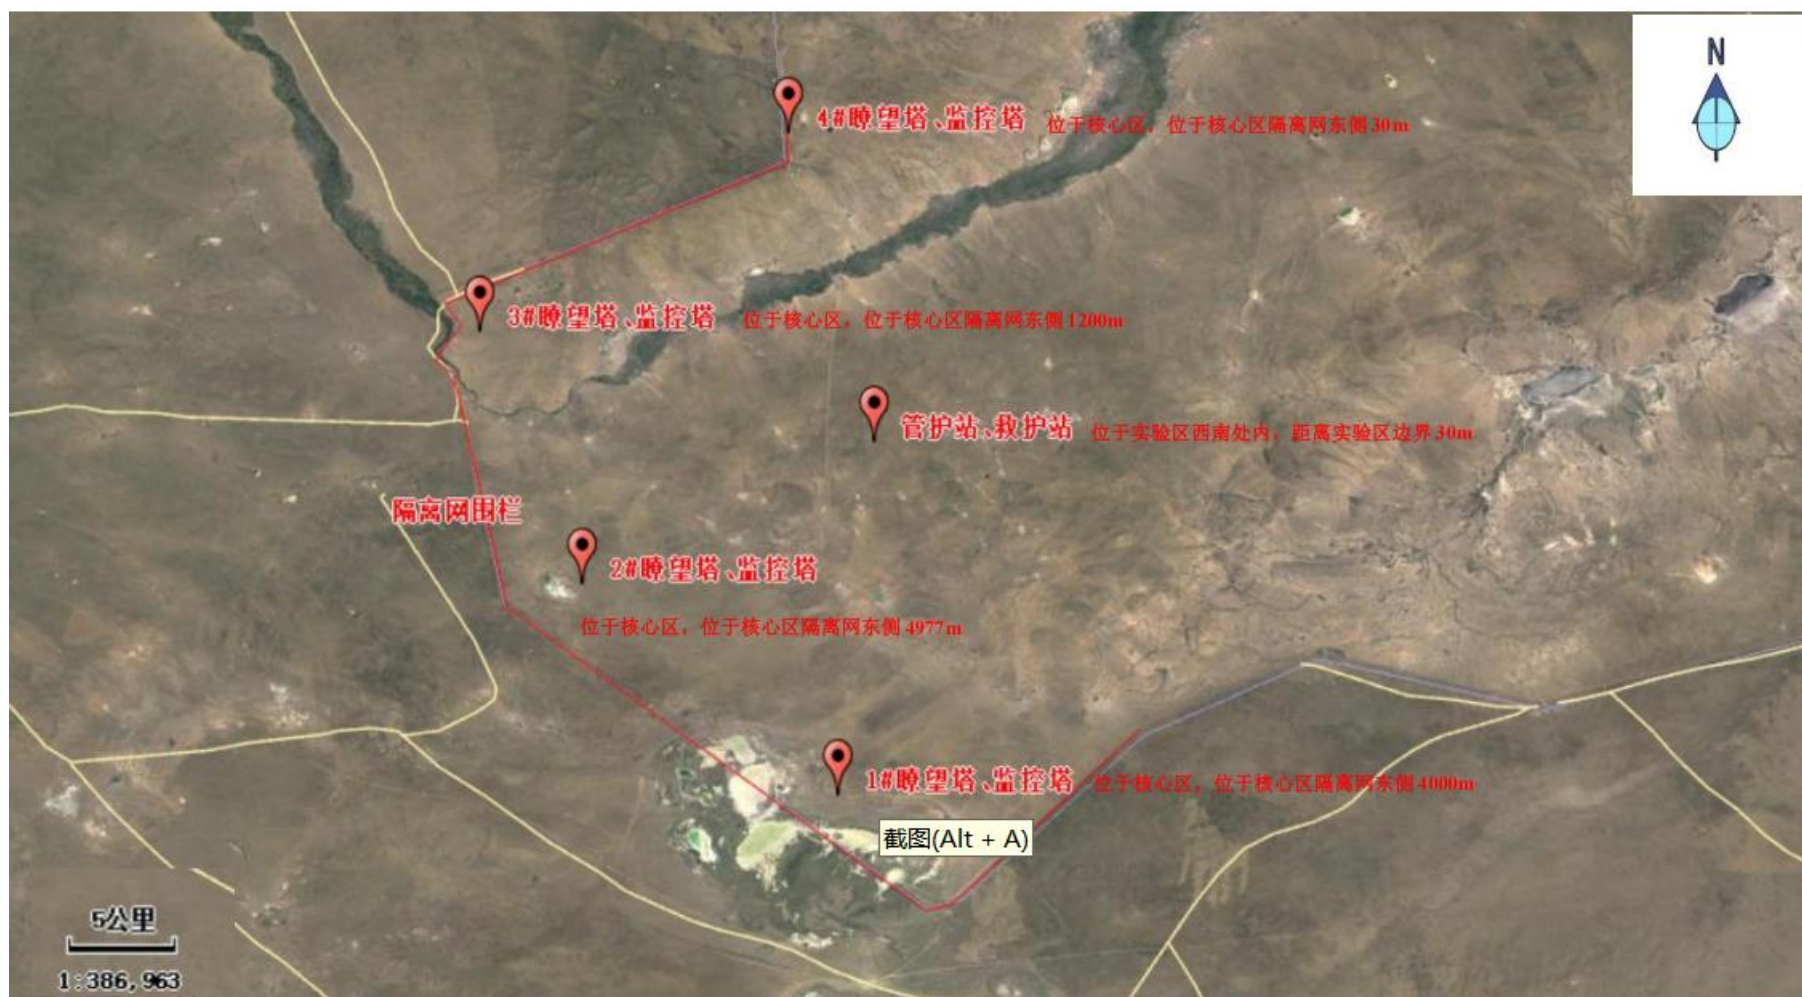 N
4#瞭望塔、监控塔 位于核心区，位于核心区隔离网东侧30m
3#瞭望塔、监控塔 位于核心区，位于核心区隔离网东侧1200m
管护站、救护站 位于实验区西南处内，距离实验区边界30m
隔离网围栏
2#瞭望塔、监控塔
位于核心区，位于核心区隔离网东侧4977m
1#瞭望塔、监控塔 位于核心区，位于核心区隔离网东侧4000m
截图(Alt + A)
5公里
1:386,963